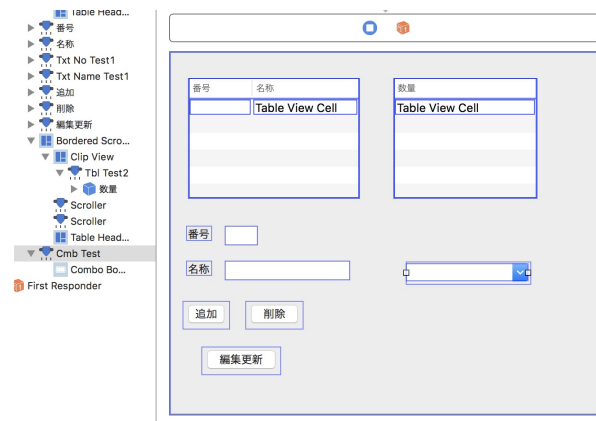 Table Head...
番号
名称
Txt No Test1
Txt Name Test1
追加
削除
編集更新
Bordered Scro...
Clip View
Tbl Test2
数量
Scroller
Scroller
Table Head...
Cmb Test
Combo Bo...
First Responder
番号 名称
Table View Cell
数量
Table View Cell
番号
名称
追加 削除
編集更新